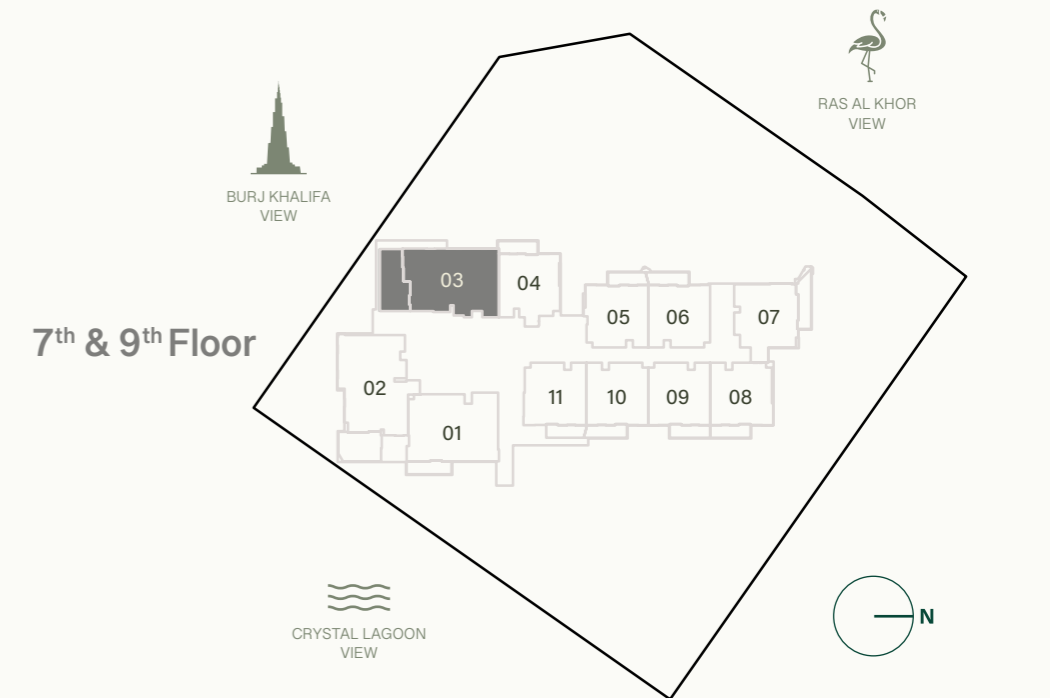 RAS AL KHOR
VIEW
BURJ KHALIFA
VIEW
7th & 9th Floor
03
04
05
06
07
02
01
11
10
09
08
CRYSTAL LAGOON
VIEW
N